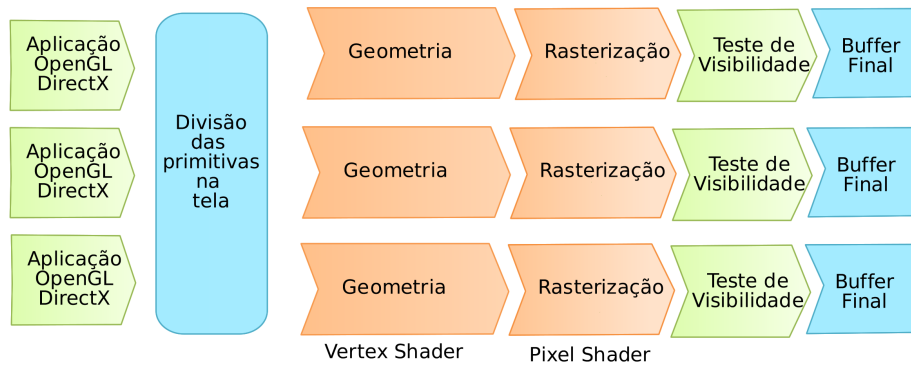 Aplicação
OpenGL
DirectX
Aplicação
OpenGL
DirectX
Aplicação
OpenGL
DirectX
Divisão
das
primitivas
na
tela
Geometria
Rasterização
Teste de
Visibilidade
Buffer
Final
Geometria
Rasterização
Teste de
Visibilidade
Buffer
Final
Geometria
Rasterização
Teste de
Visibilidade
Buffer
Final
Vertex Shader
Pixel Shader